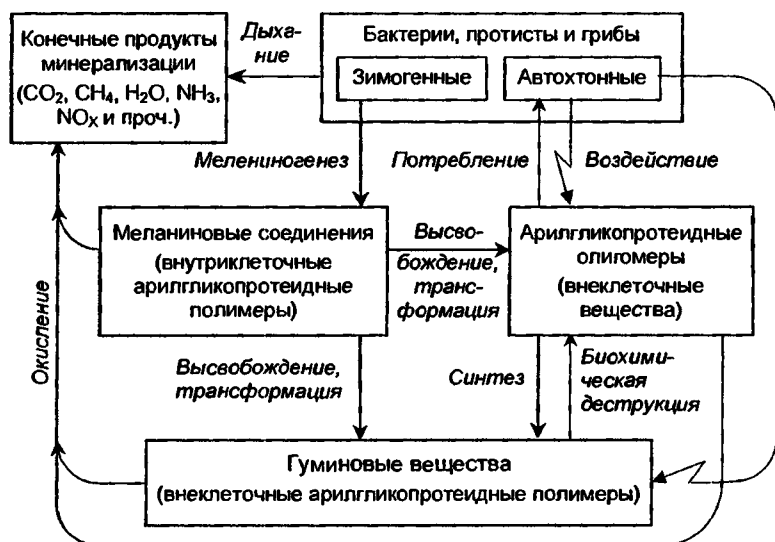 Конечные продукты
минерализации
(CO₂, CH₄, H₂O, NH₃,
NOₓ и проч.)
Дыха-
ние
Бактерии, протисты и грибы
Зимогенные
Автохтонные
Мелениногенез
Потребление
Воздействие
Меланиновые соединения
(внутриклеточные
арилгликопротеидные
полимеры)
Высво-
бождение,
транс-
формация
Арилгликопротеидные
олигомеры
(внеклеточные
вещества)
Окисление
Высвобождение,
трансформация
Синтез
Биохими-
ческая
деструкция
Гуминовые вещества
(внеклеточные арилгликопротеидные полимеры)